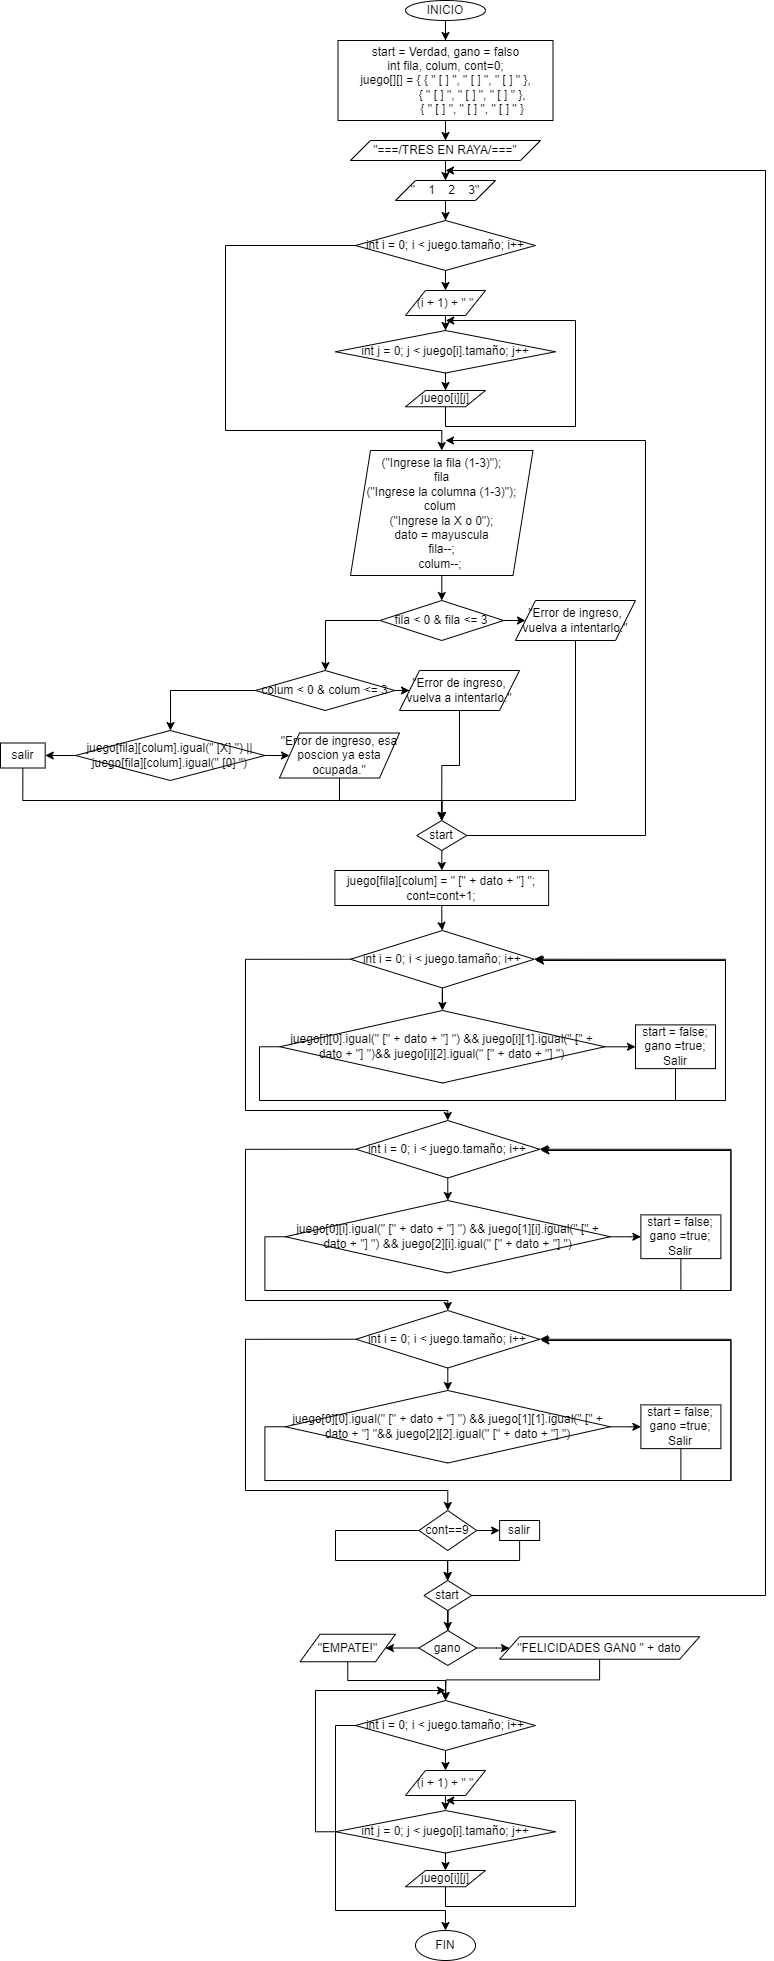 INICIO
start = Verdad, gano = falso
int fila, colum, cont=0;
juego[][] = { { " [ ] ", " [ ] ", " [ ] " },
{ " [ ] ", " [ ] ", " [ ] " },
{ " [ ] ", " [ ] ", " [ ] " }
"===/TRES EN RAYA/==="
"    1    2    3"
int i = 0; i < juego.tamaño; i++
(i + 1) + " "
int j = 0; j < juego[i].tamaño; j++
juego[i][j]
("Ingrese la fila (1-3)");
fila
("Ingrese la columna (1-3)");
colum
("Ingrese la X o 0");
dato = mayuscula
fila--;
colum--;
fila < 0 & fila <= 3
"Error de ingreso,
vuelva a intentarlo."
colum < 0 & colum <= 3
"Error de ingreso,
vuelva a intentarlo."
salir
juego[fila][colum].igual(" [X] ") ||
juego[fila][colum].igual(" [0] ")
"Error de ingreso, esa
poscion ya esta
ocupada."
start
juego[fila][colum] = " [" + dato + "] ";
cont=cont+1;
int i = 0; i < juego.tamaño; i++
juego[i][0].igual(" [" + dato + "] ") && juego[i][1].igual(" [" +
dato + "] ")&& juego[i][2].igual(" [" + dato + "] ")
start = false;
gano =true;
Salir
int i = 0; i < juego.tamaño; i++
juego[0][i].igual(" [" + dato + "] ") && juego[1][i].igual(" [" +
dato + "] ") && juego[2][i].igual(" [" + dato + "] ")
start = false;
gano =true;
Salir
int i = 0; i < juego.tamaño; i++
juego[0][0].igual(" [" + dato + "] ") && juego[1][1].igual(" [" +
dato + "] "&& juego[2][2].igual(" [" + dato + "] ")
start = false;
gano =true;
Salir
cont==9
salir
start
"EMPATE!"
gano
"FELICIDADES GAN0 " + dato
int i = 0; i < juego.tamaño; i++
(i + 1) + " "
int j = 0; j < juego[i].tamaño; j++
juego[i][j]
FIN